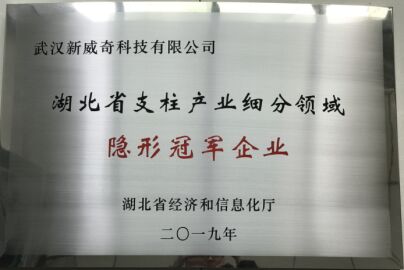 武汉新威奇科技有限公司
湖北省支柱产业细分领域
隐形冠军企业
湖北省经济和信息化厅
二〇一九年